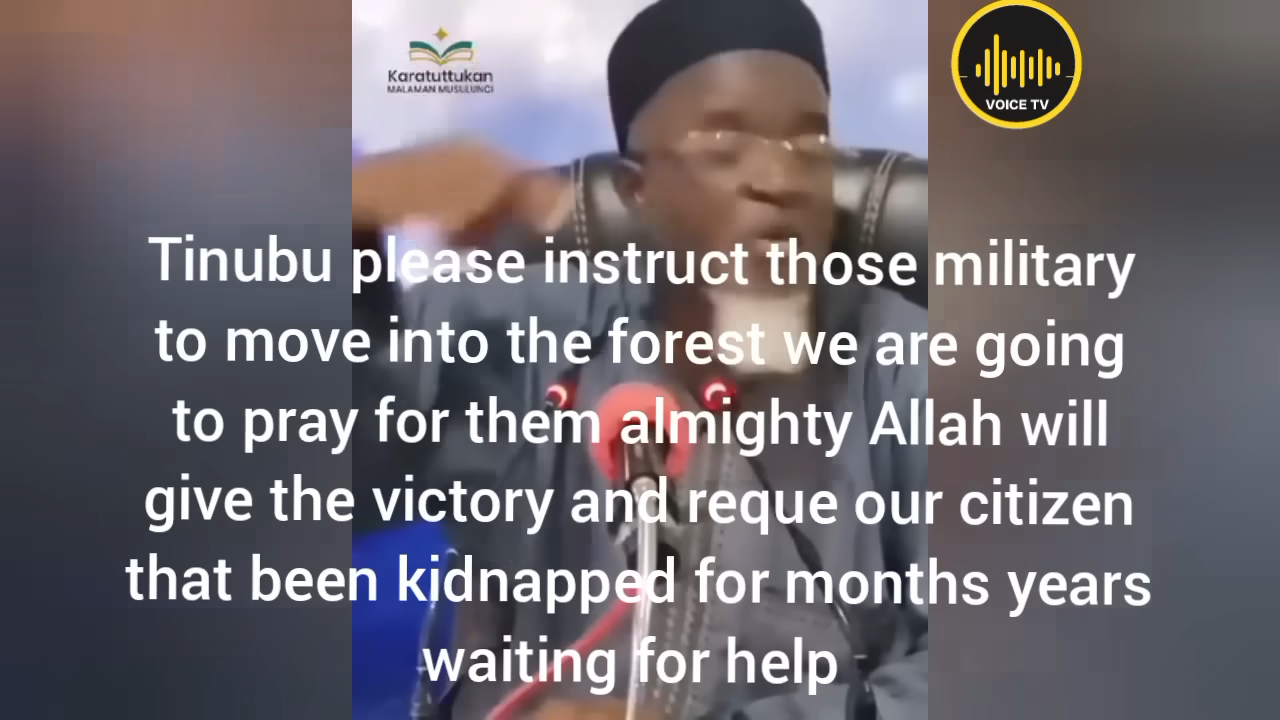 Karatuttukan
MALAMAN MUSULUNCI
VOICE TV
Tinubu please instruct those military
to move into the forest we are going
to pray for them almighty Allah will
give the victory and reque our citizen
that been kidnapped for months years
waiting for help